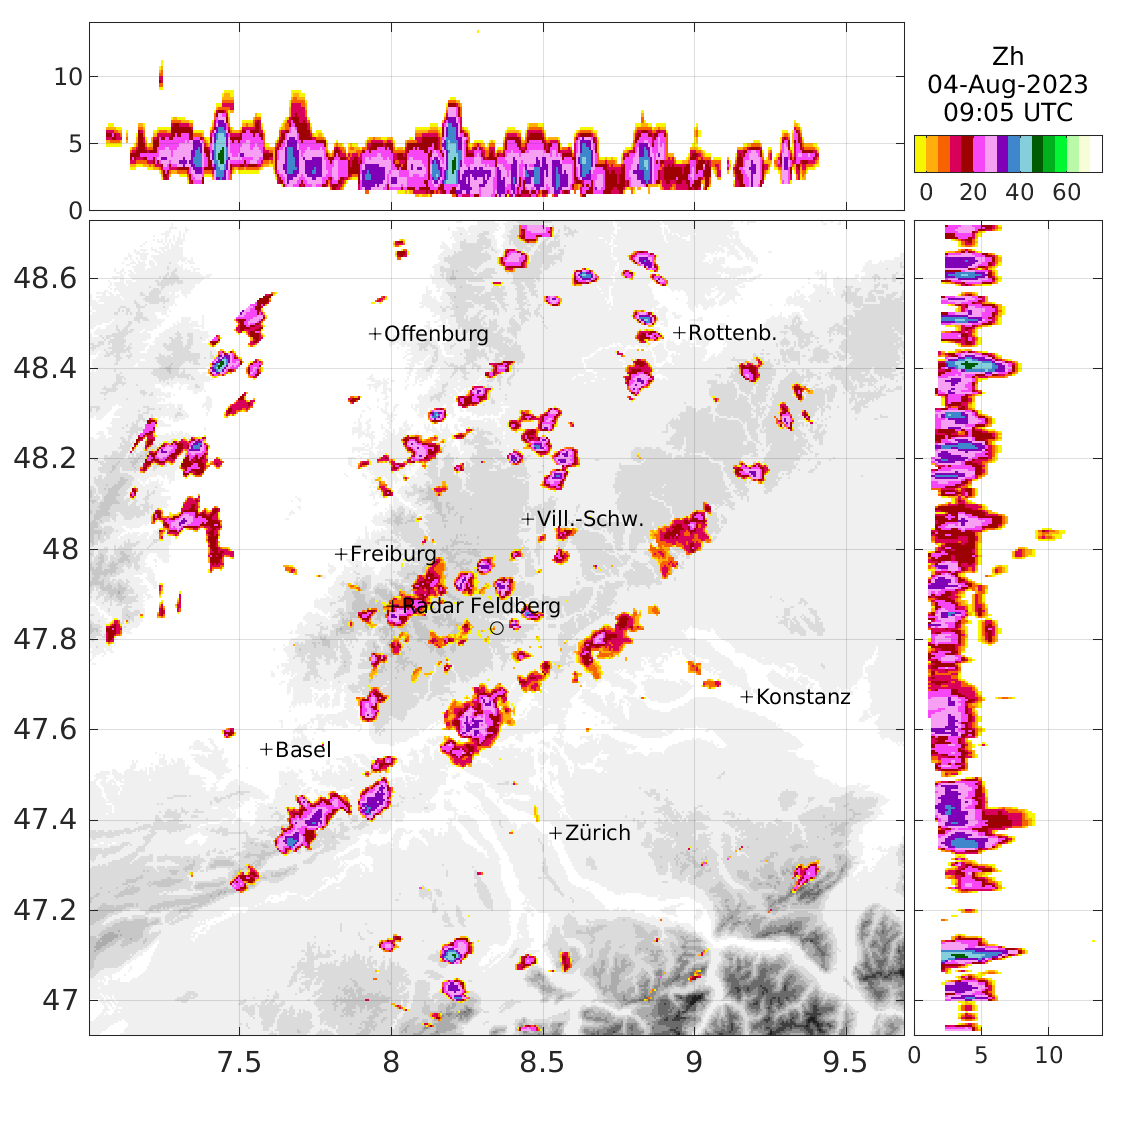 Zh
04-Aug-2023
09:05 UTC
0 20 40 60
10
5
0
48.6
48.4
48.2
48
47.8
47.6
47.4
47.2
47
+Offenburg
+Rottenb.
+Vill.-Schw.
+Freiburg
+Radar Feldberg
+Konstanz
+Basel
+Zürich
7.5 8 8.5 9 9.5
0 5 10